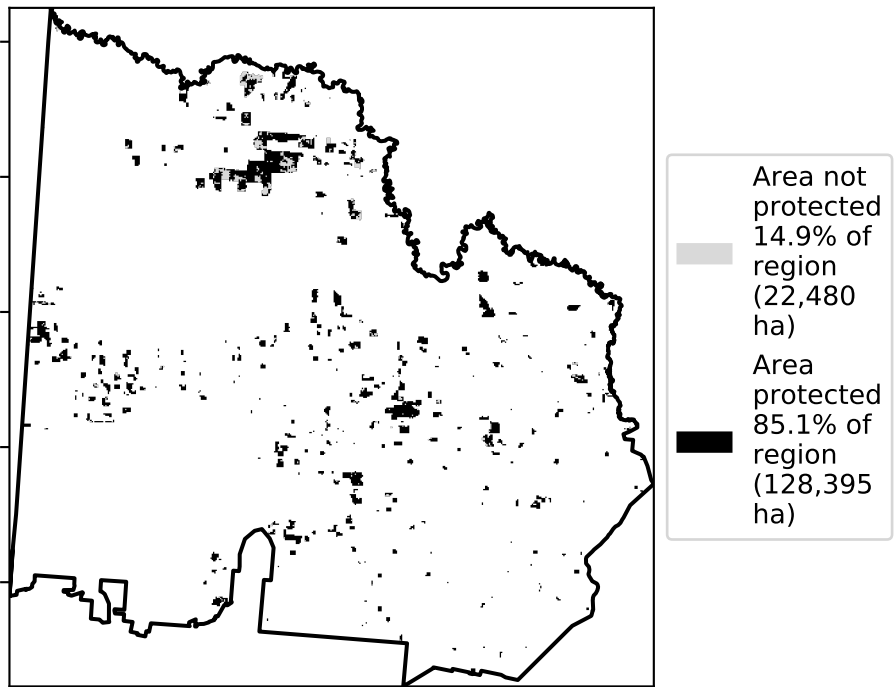 Area not
protected
14.9% of
region
(22,480
ha)
Area
protected
85.1% of
region
(128,395
ha)